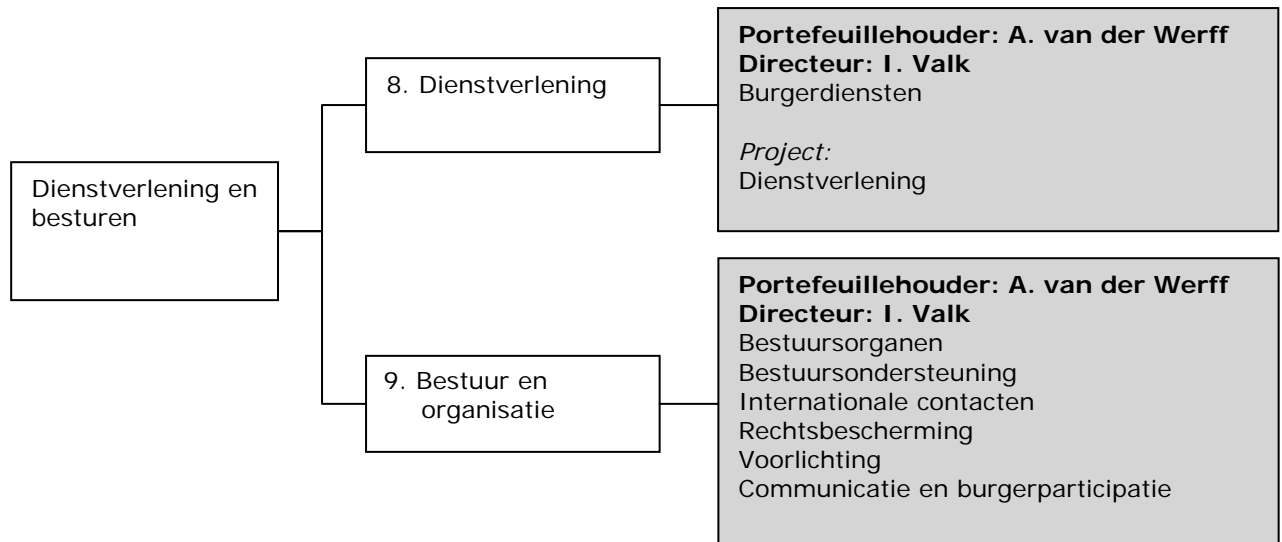 Dienstverlening en
besturen
8. Dienstverlening
Portefeuillehouder: A. van der Werff
Directeur: I. Valk
Burgerdiensten
Project:
Dienstverlening
9. Bestuur en
organisatie
Portefeuillehouder: A. van der Werff
Directeur: I. Valk
Bestuursorganen
Bestuursondersteuning
Internationale contacten
Rechtsbescherming
Voorlichting
Communicatie en burgerparticipatie